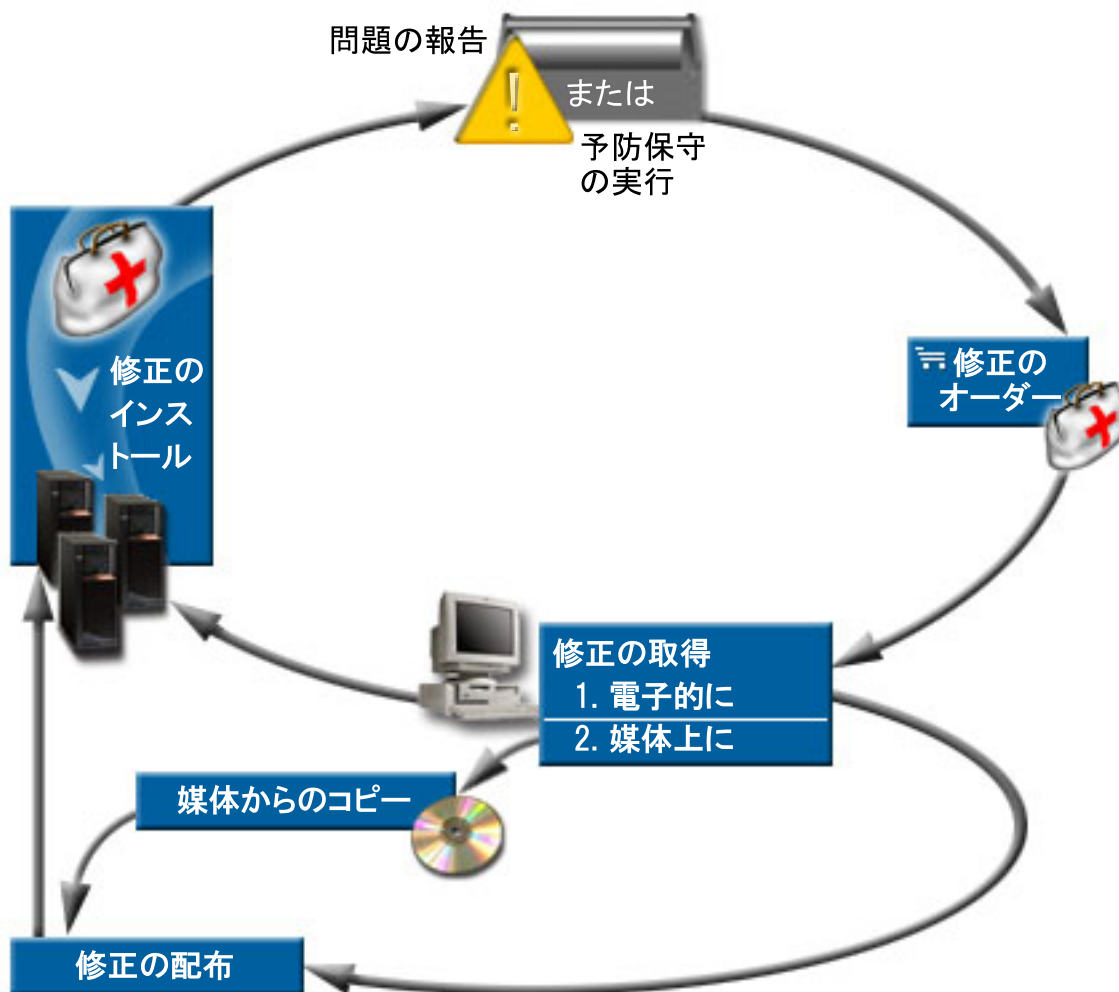 問題の報告
または
予防保守
の実行
修正の
オーダー
修正の
インス
トール
修正の取得
1. 電子的に
2. 媒体上に
媒体からのコピー
修正の配布